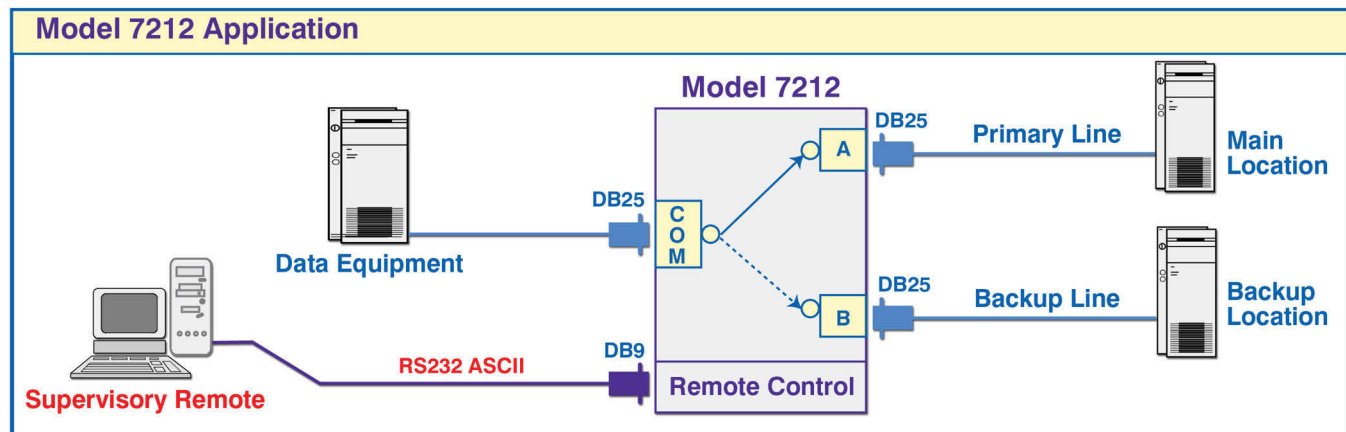 Model 7212 Application
Model 7212
DB25
Primary Line
Main
Location
A
DB25
COM
Data Equipment
DB25
Backup Line
Backup
Location
B
DB9
RS232 ASCII
Remote Control
Supervisory Remote